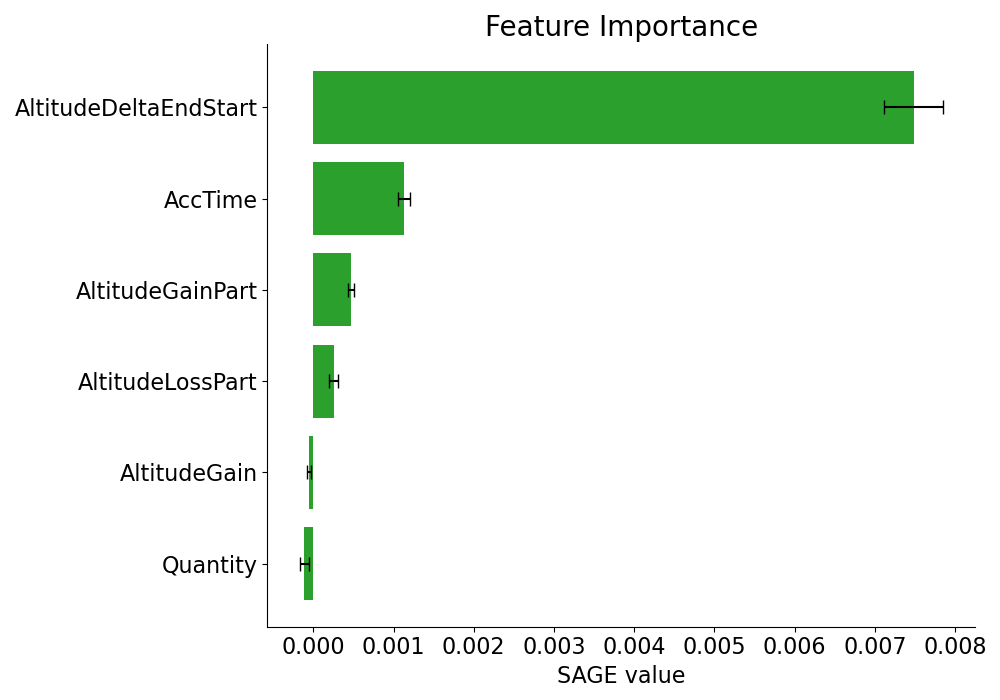 Feature Importance
AltitudeDeltaEndStart
AccTime
AltitudeGainPart
AltitudeLossPart
AltitudeGain
Quantity
0.000 0.001 0.002 0.003 0.004 0.005 0.006 0.007 0.008
SAGE value